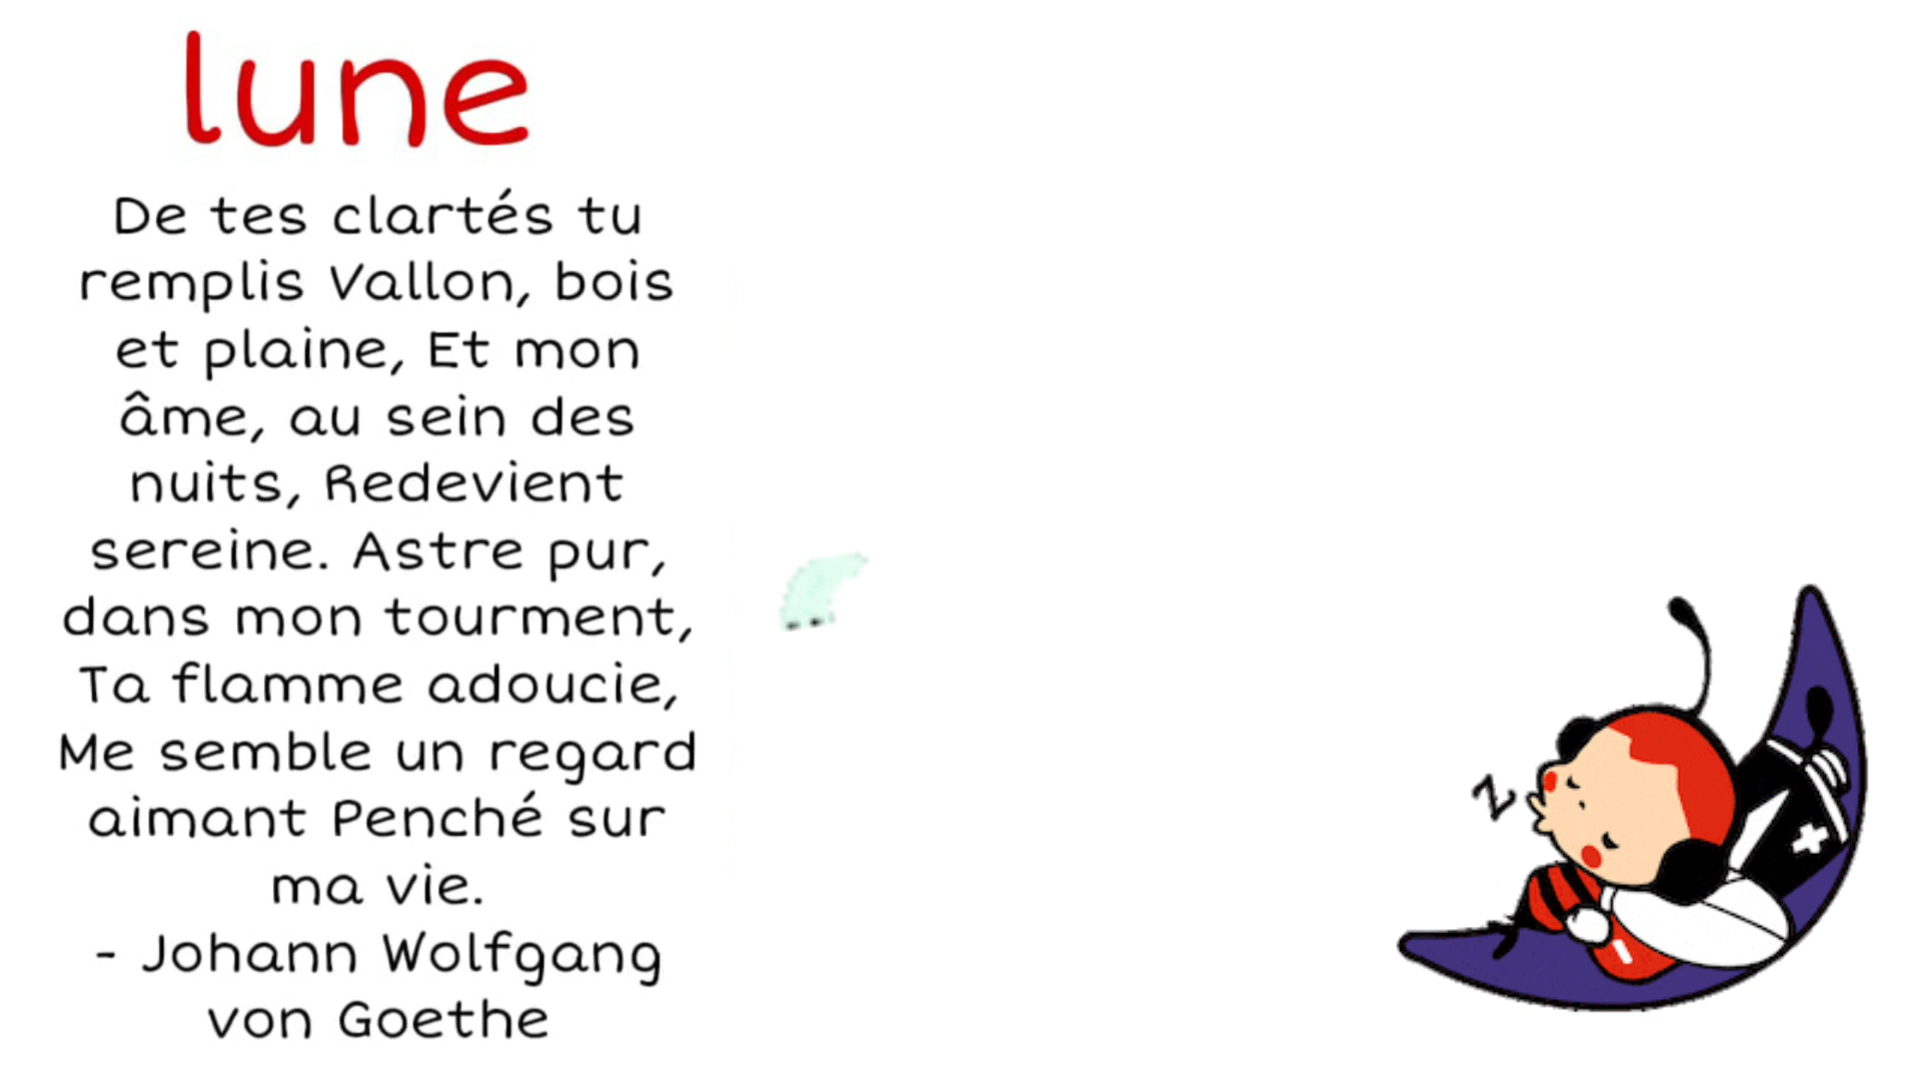 lune
De tes clartés tu
remplis Vallon, bois
et plaine, Et mon
âme, au sein des
nuits, Redevient
sereine. Astre pur,
dans mon tourment,
Ta flamme adoucie,
Me semble un regard
aimant Penché sur
ma vie.
- Johann Wolfgang
von Goethe
z